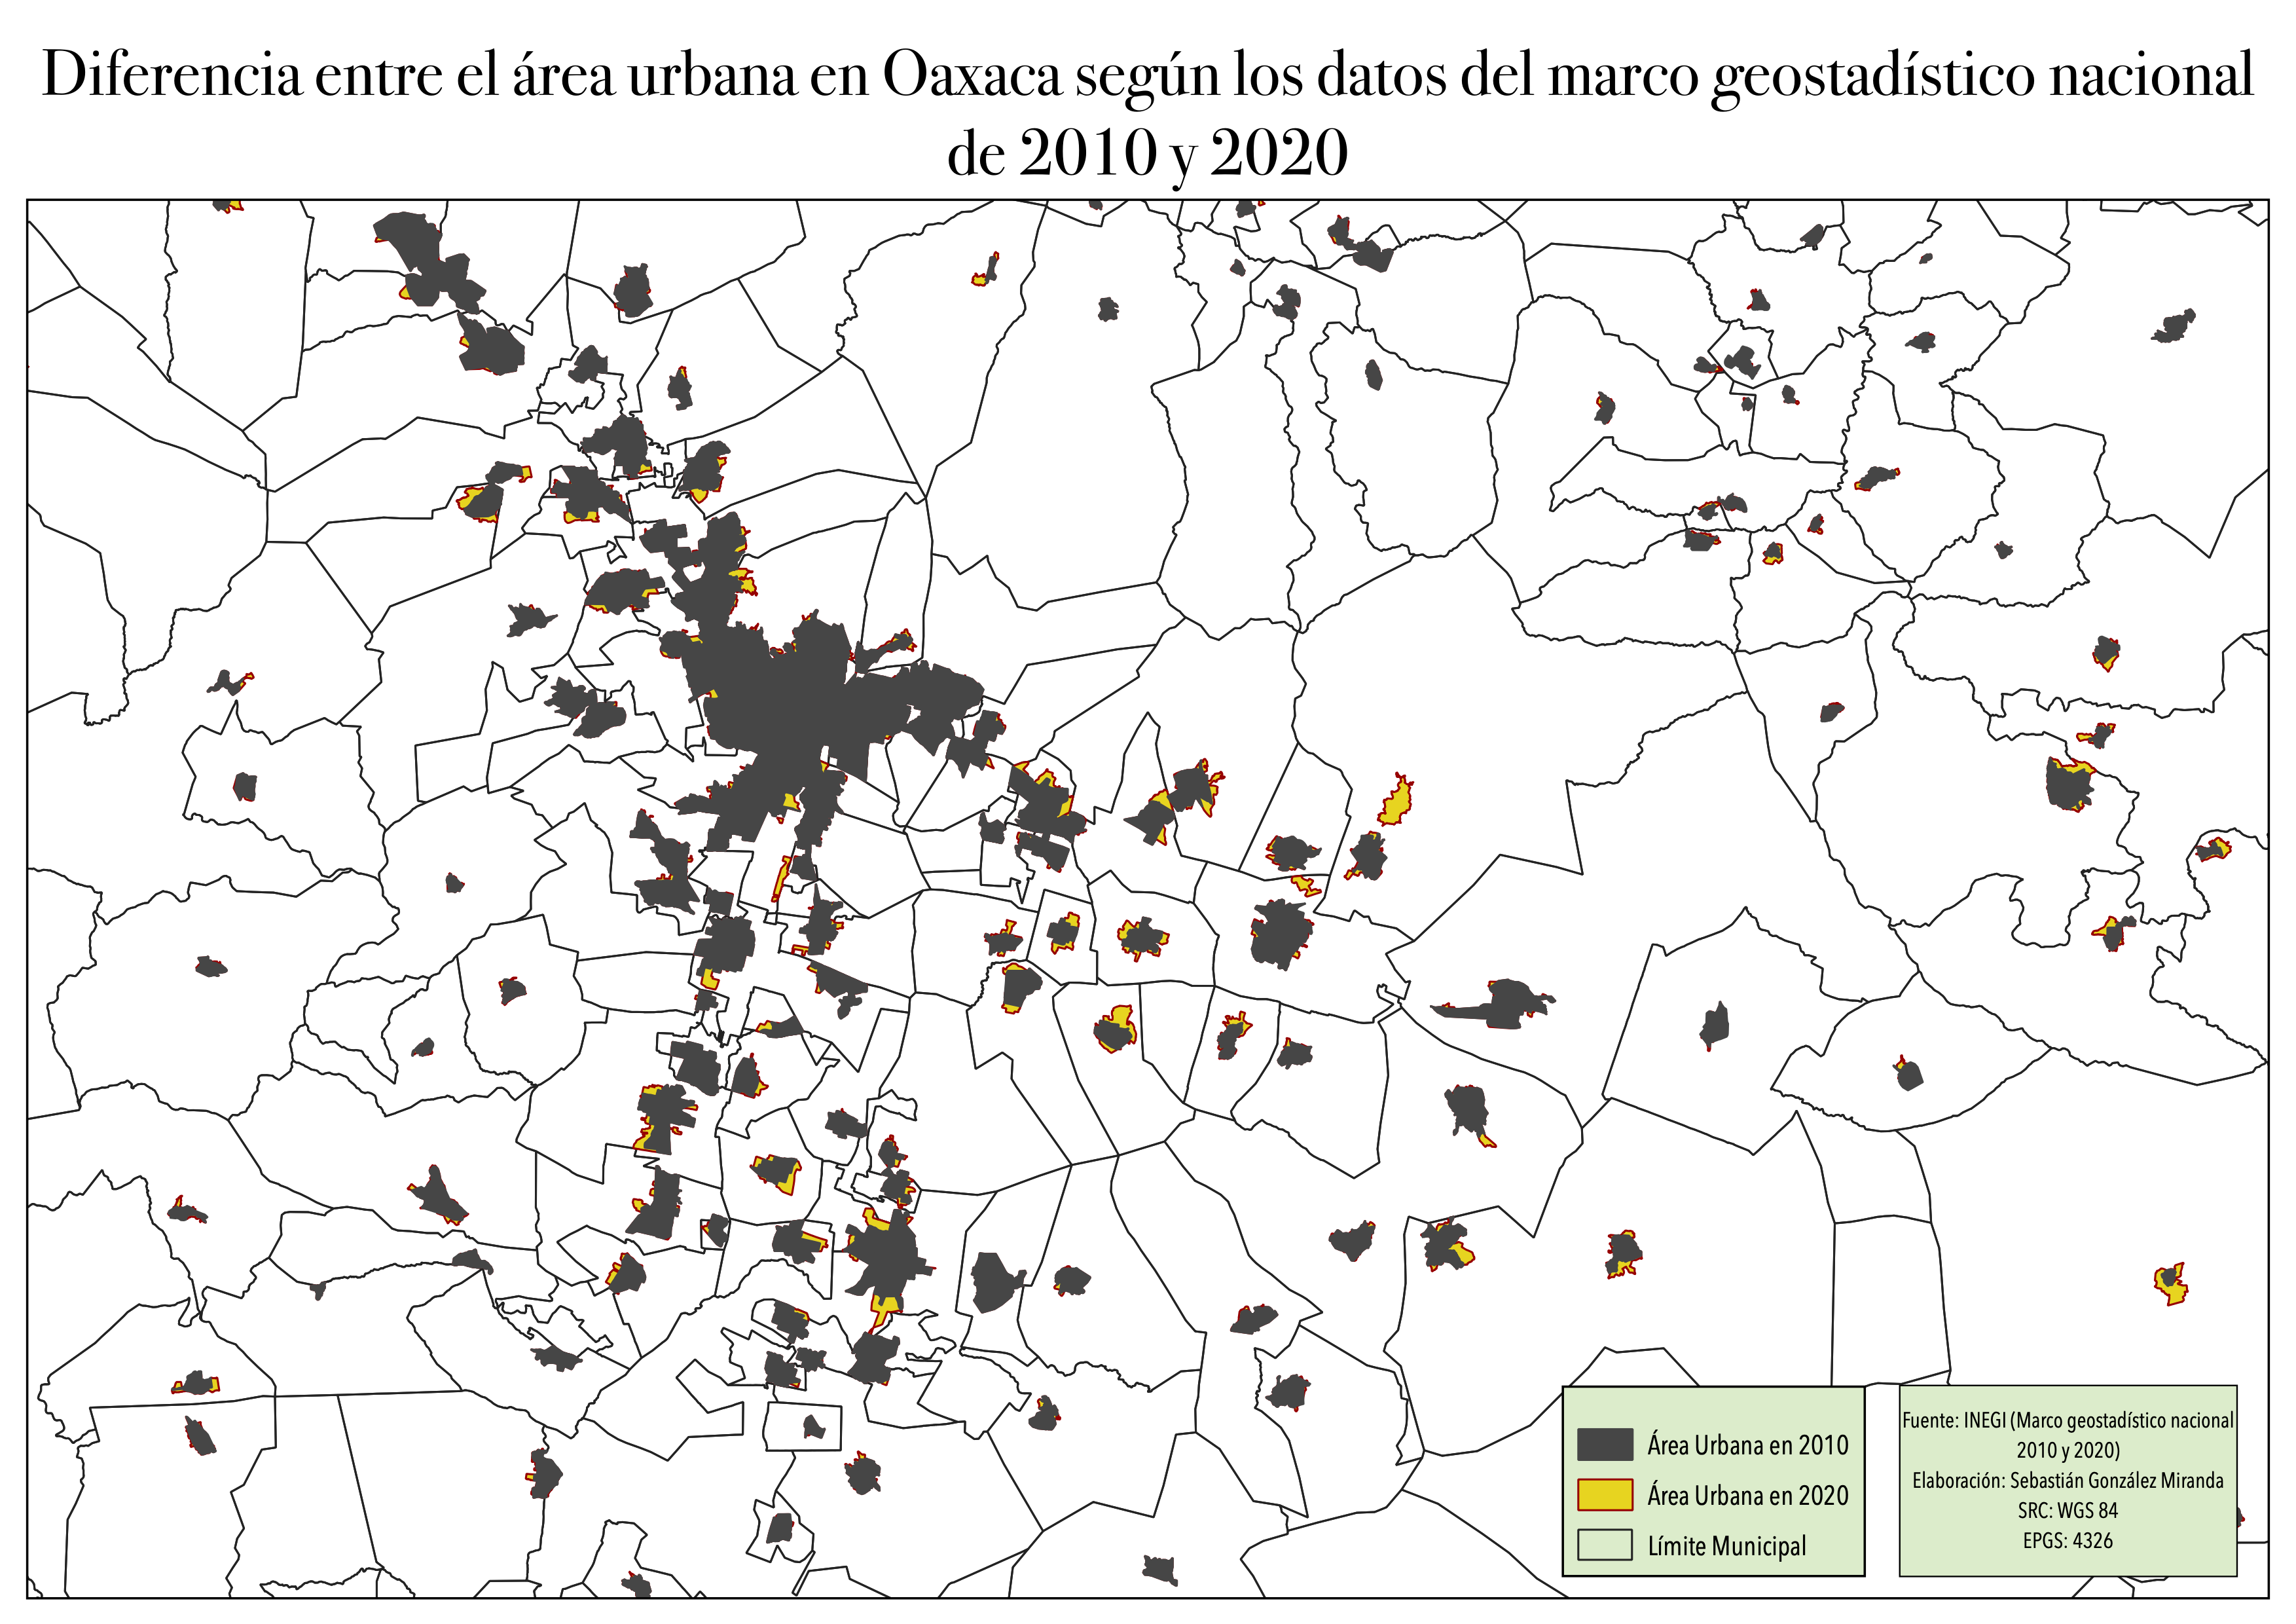 Diferencia entre el área urbana en Oaxaca según los datos del marco geostadístico nacional
de 2010 y 2020
Área Urbana en 2010
Área Urbana en 2020
Límite Municipal
Fuente: INEGI (Marco geostadístico nacional
2010 y 2020)
Elaboración: Sebastián González Miranda
SRC: WGS 84
EPGS: 4326